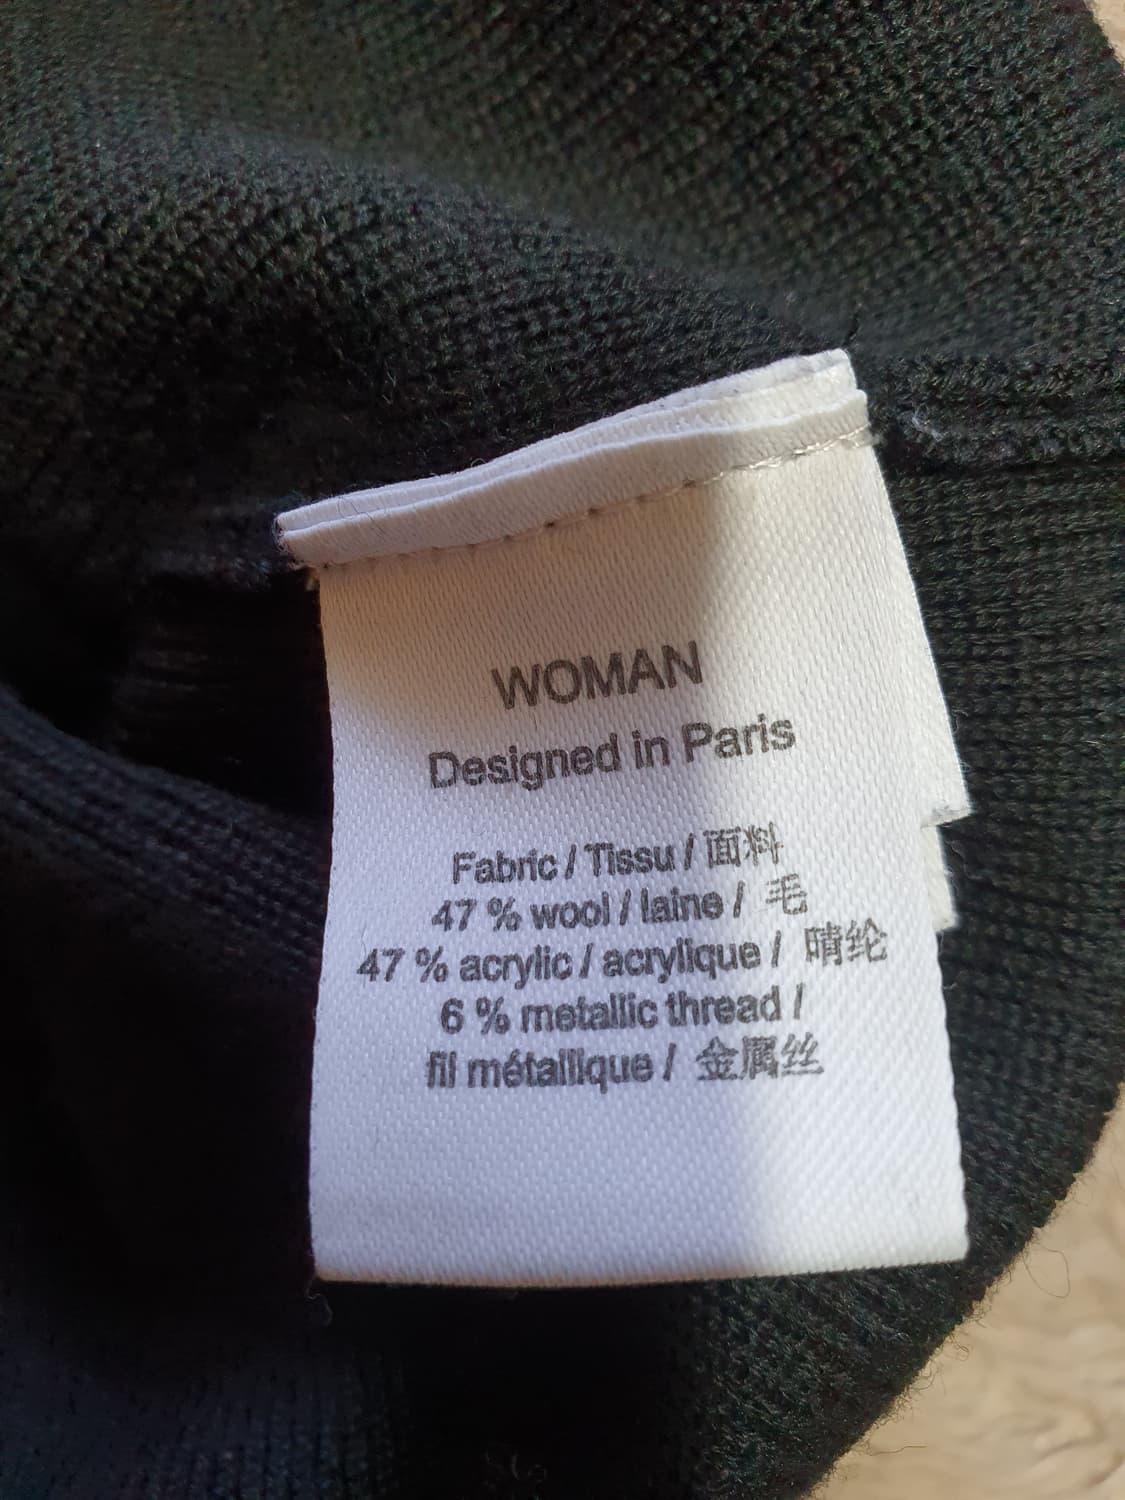 WOMAN
Designed in Paris
Fabric / Tissu / 面料
47 % wool / laine / 毛
47 % acrylic / acrylique / 晴纶
6 % metallic thread /
fil métallique / 金属丝